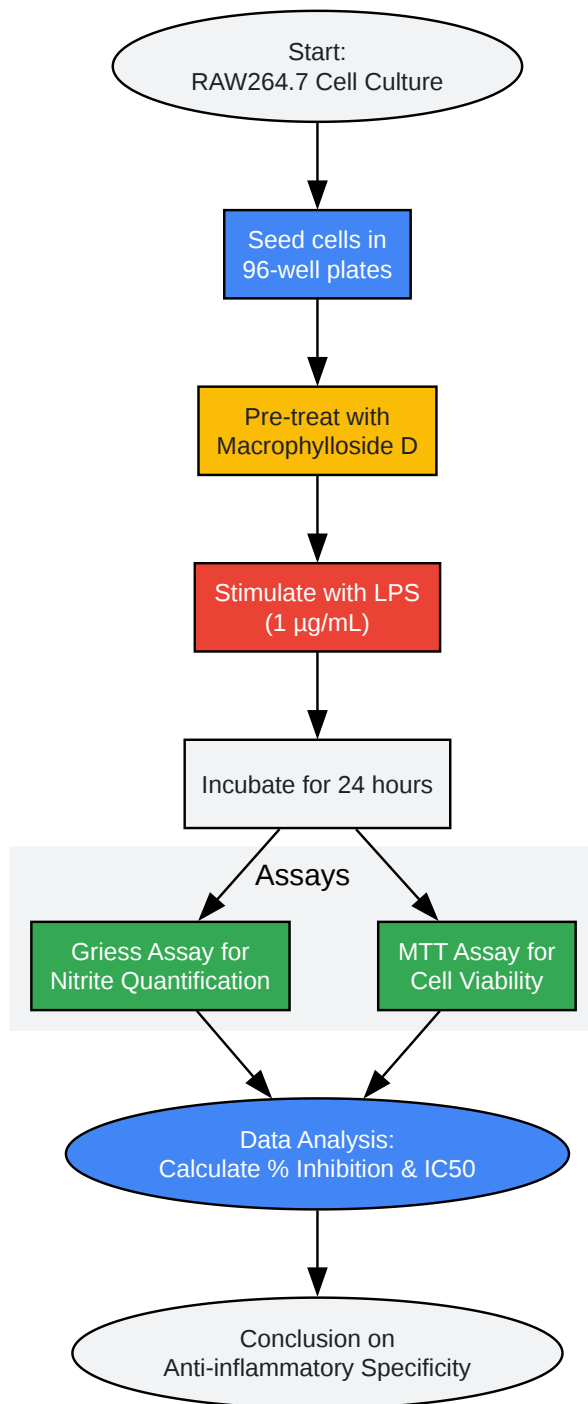 Start:
RAW264.7 Cell Culture
Seed cells in
96-well plates
Pre-treat with
Macrophylloside D
Stimulate with LPS
(1 µg/mL)
Incubate for 24 hours
Assays
Griess Assay for
Nitrite Quantification
MTT Assay for
Cell Viability
Data Analysis:
Calculate % Inhibition & IC50
Conclusion on
Anti-inflammatory Specificity